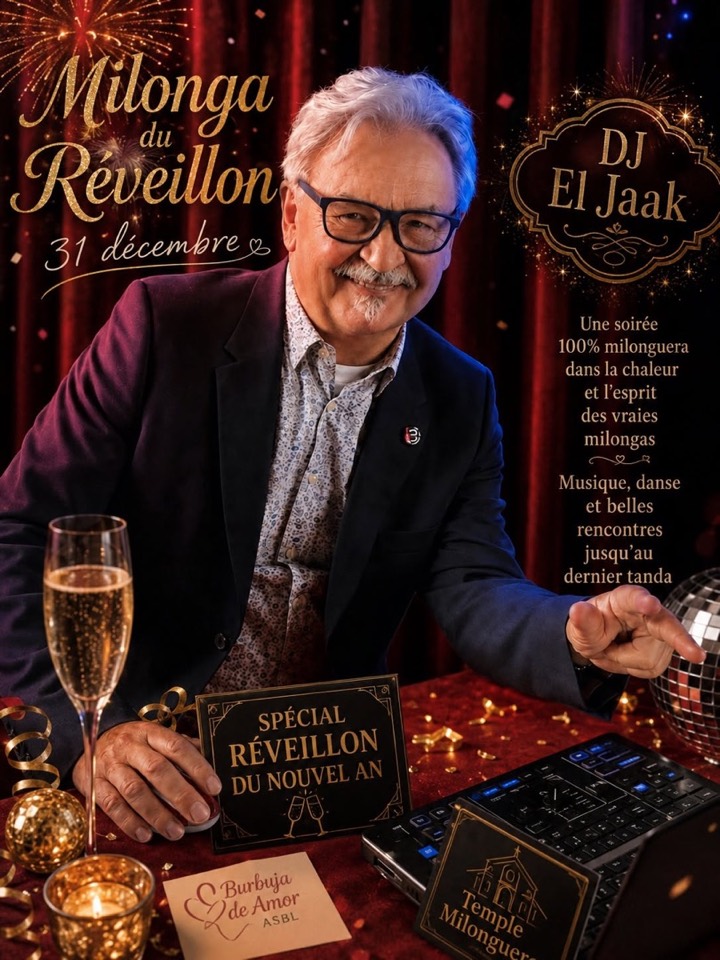 Milonga
du
Réveillon
31 décembre
DJ
El Jaak
Une soirée
100% milonguera
dans la chaleur
et l'esprit
des vraies
milongas
Musique, danse
et belles
rencontres
jusqu'au
dernier tanda
SPÉCIAL
RÉVEILLON
DU NOUVEL AN
Burbuja
de Amor
ASBL
Temple
Milonguer